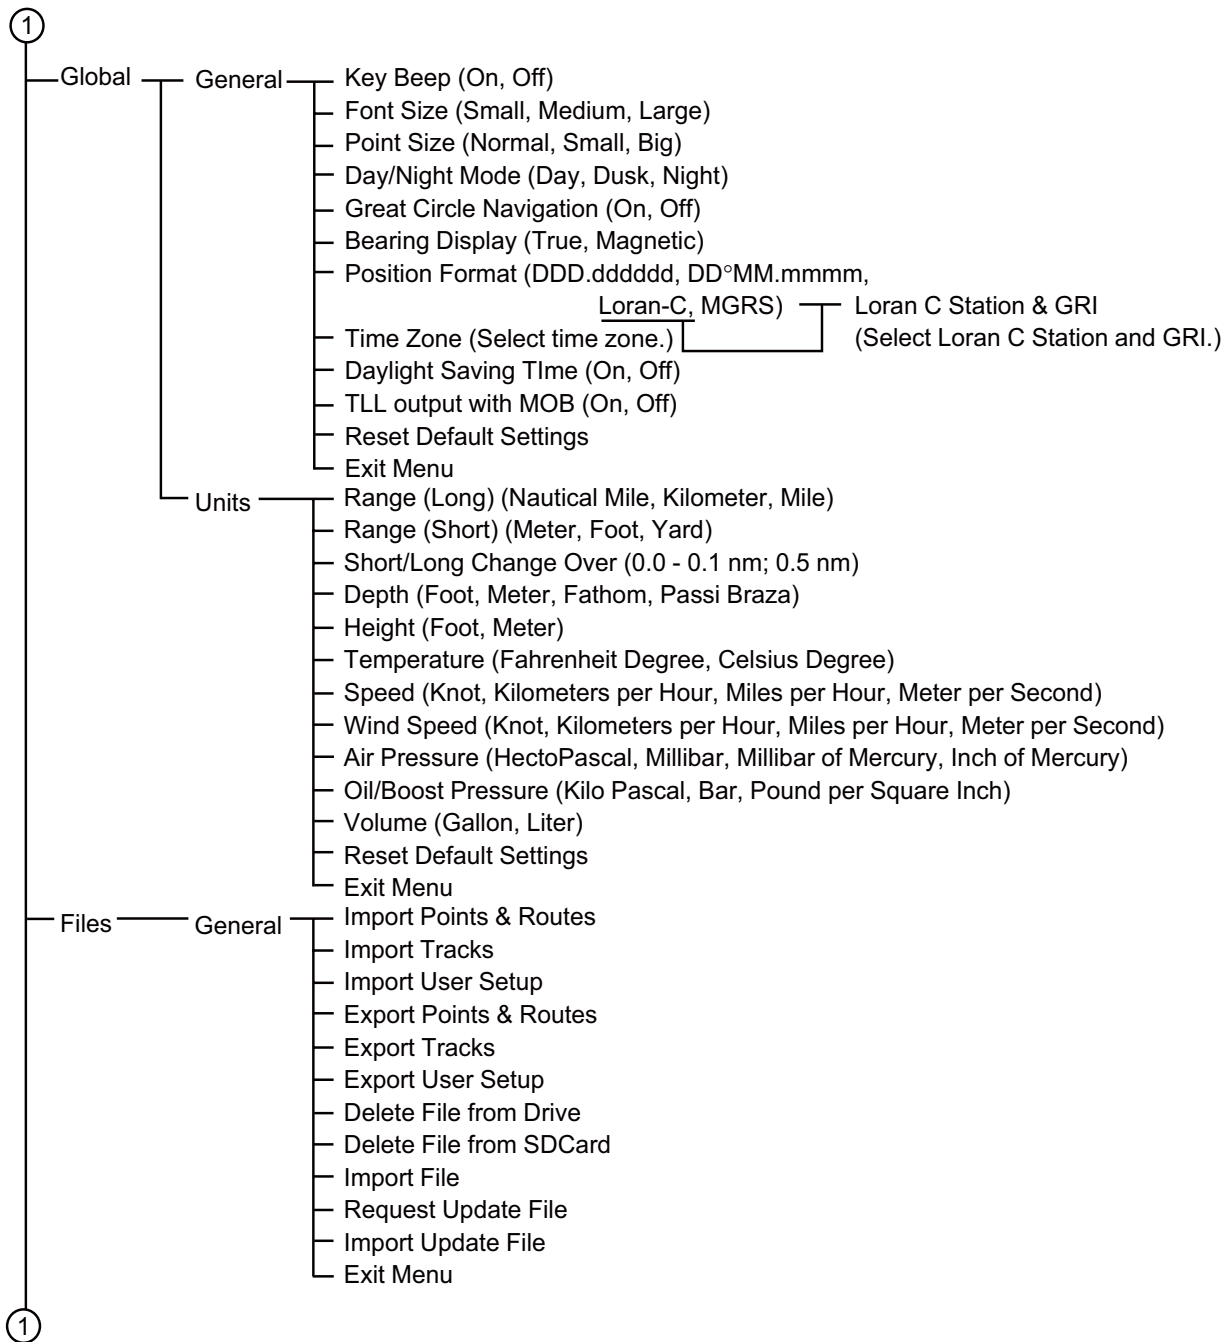 1
Global
General
Key Beep (On, Off)
Font Size (Small, Medium, Large)
Point Size (Normal, Small, Big)
Day/Night Mode (Day, Dusk, Night)
Great Circle Navigation (On, Off)
Bearing Display (True, Magnetic)
Position Format (DDD.dddddd, DD°MM.mmmm,
Loran-C, MGRS)
Loran C Station & GRI
(Select Loran C Station and GRI.)
Time Zone (Select time zone.)
Daylight Saving TIme (On, Off)
TLL output with MOB (On, Off)
Reset Default Settings
Exit Menu
Units
Range (Long) (Nautical Mile, Kilometer, Mile)
Range (Short) (Meter, Foot, Yard)
Short/Long Change Over (0.0 - 0.1 nm; 0.5 nm)
Depth (Foot, Meter, Fathom, Passi Braza)
Height (Foot, Meter)
Temperature (Fahrenheit Degree, Celsius Degree)
Speed (Knot, Kilometers per Hour, Miles per Hour, Meter per Second)
Wind Speed (Knot, Kilometers per Hour, Miles per Hour, Meter per Second)
Air Pressure (HectoPascal, Millibar, Millibar of Mercury, Inch of Mercury)
Oil/Boost Pressure (Kilo Pascal, Bar, Pound per Square Inch)
Volume (Gallon, Liter)
Reset Default Settings
Exit Menu
Files
General
Import Points & Routes
Import Tracks
Import User Setup
Export Points & Routes
Export Tracks
Export User Setup
Delete File from Drive
Delete File from SDCard
Import File
Request Update File
Import Update File
Exit Menu
1